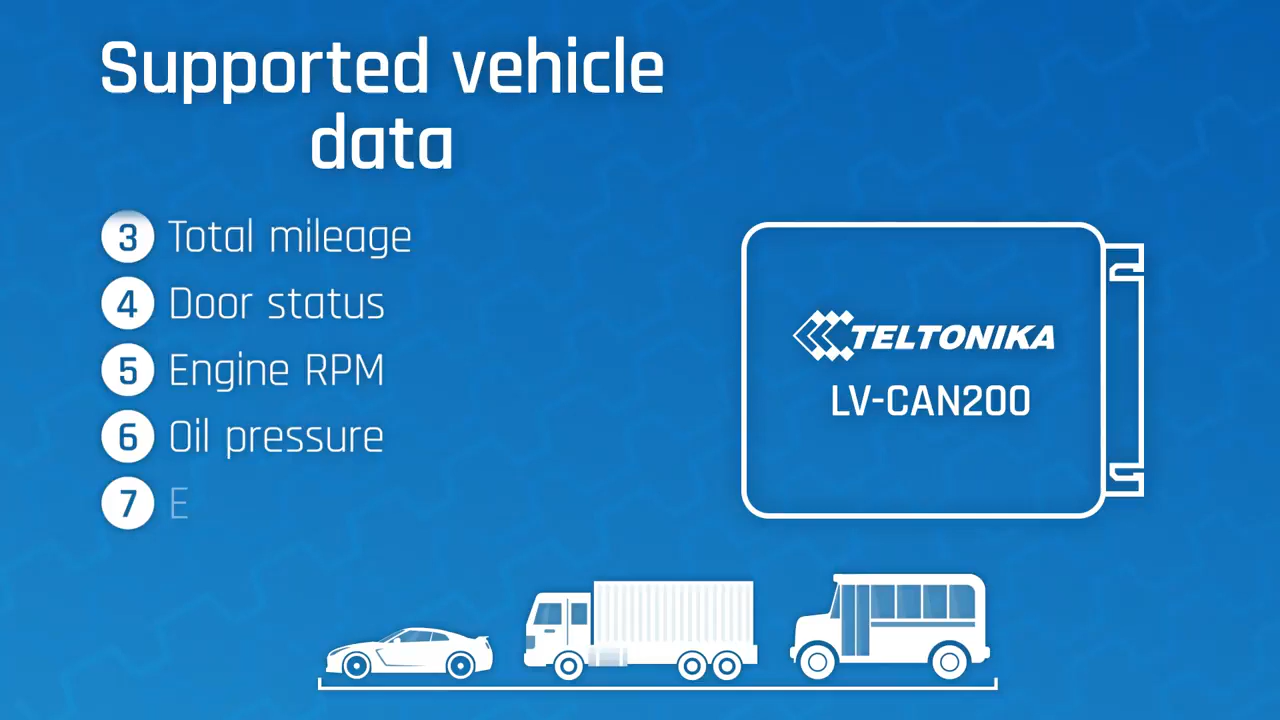 Supported vehicle
data
3 Total mileage
4 Door status
5 Engine RPM
6 Oil pressure
7 E
TELTONIKA
LV-CAN200